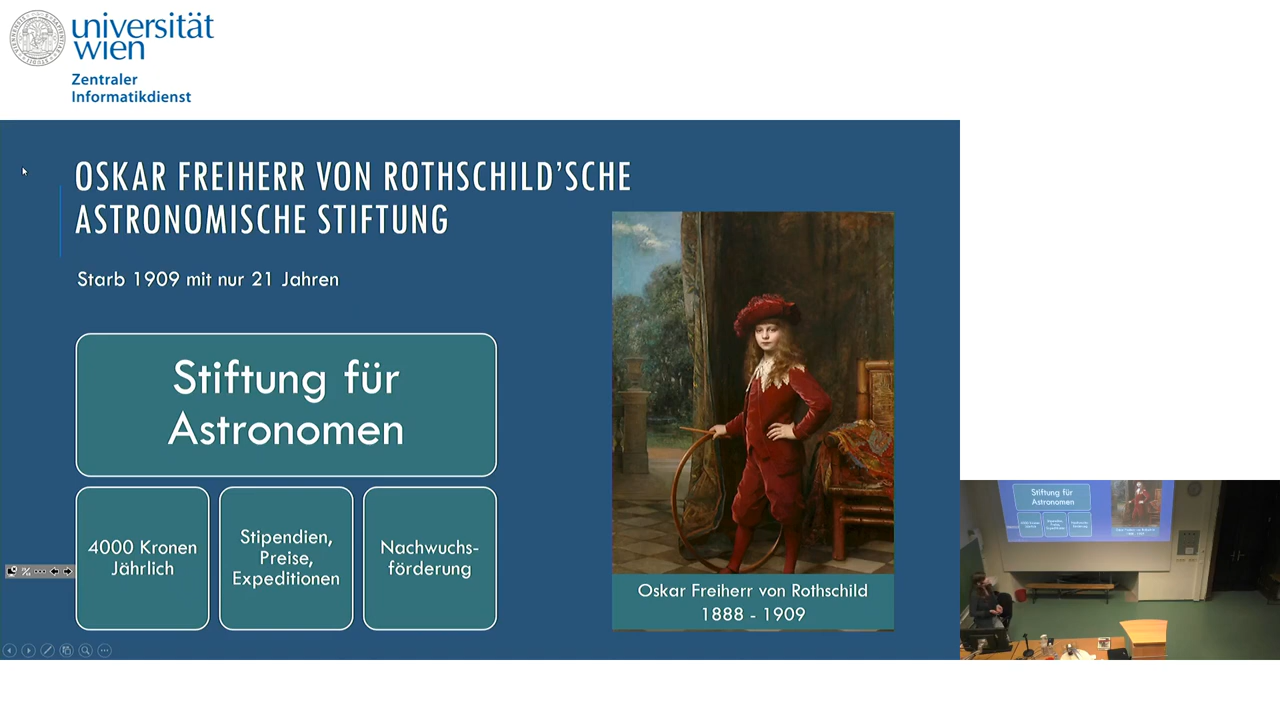 universität
wien
Zentraler
Informatikdienst
OSKAR FREIHERR VON ROTHSCHILD’SCHE
ASTRONOMISCHE STIFTUNG
Starb 1909 mit nur 21 Jahren
Stiftung für
Astronomen
4000 Kronen
Jährlich
Stipendien,
Preise,
Expeditionen
Nachwuchs-
förderung
Oskar Freiherr von Rothschild
1888 - 1909
Stiftung für
Astronomen